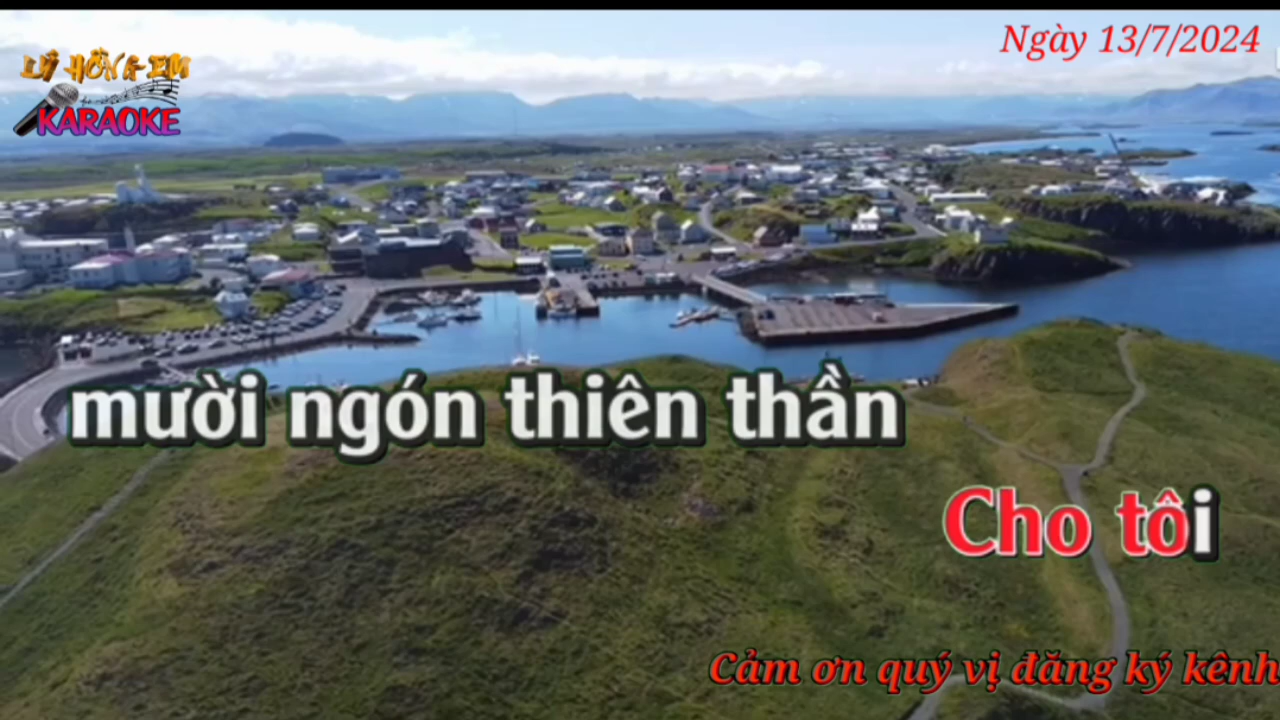 Ngày 13/7/2024
LÝ HỒNG EM
KARAOKE
mười ngón thiên thần
Cho tôi
Cảm ơn quý vị đăng ký kênh